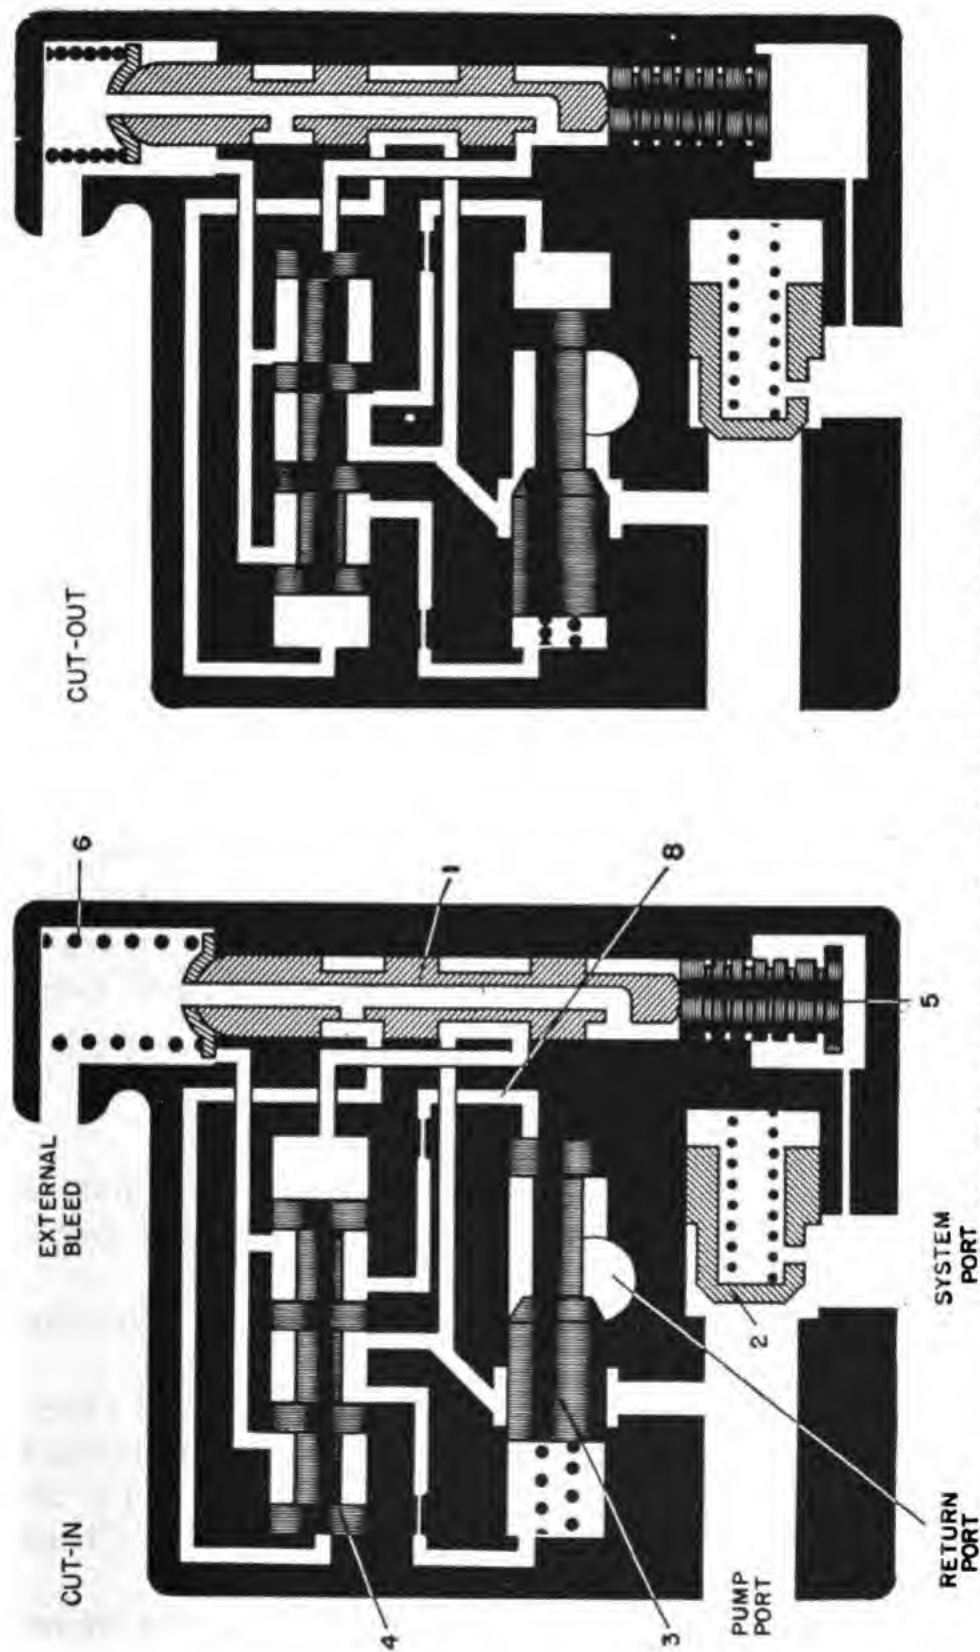 CUT-IN
EXTERNAL
BLEED
6
1
8
5
4
3
2
PUMP
PORT
RETURN
PORT
SYSTEM
PORT
CUT-OUT